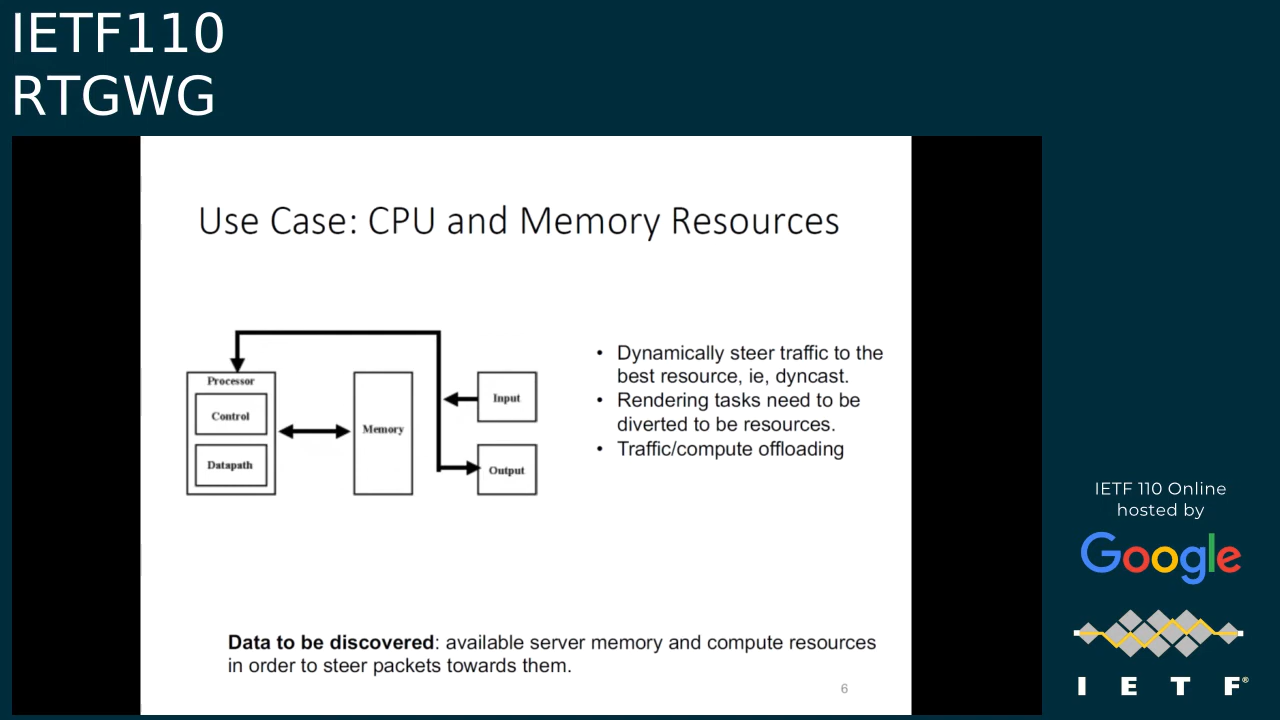 IETF110
RTGWG
Use Case: CPU and Memory Resources
Processor
Control
Datapath
Memory
Input
Output
• Dynamically steer traffic to the
best resource, ie, dyncast.
• Rendering tasks need to be
diverted to be resources.
• Traffic/compute offloading
Data to be discovered: available server memory and compute resources
in order to steer packets towards them.
6
IETF 110 Online
hosted by
Google
I E T F®